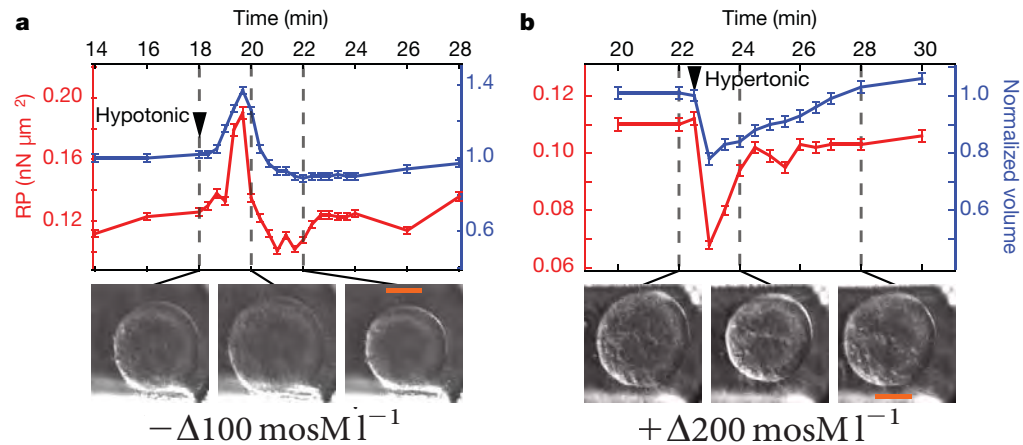 a
Time (min)
14 16 18 20 22 24 26 28
RP (nN μm ²)
0.20
0.16
0.12
Hypotonic
1.4
1.0
0.6
−Δ100 mosM l⁻¹
b
Time (min)
20 22 24 26 28 30
0.12
0.10
0.08
0.06
Hypertonic
1.0
0.8
1.0
Normalized volume
+Δ200 mosM l⁻¹